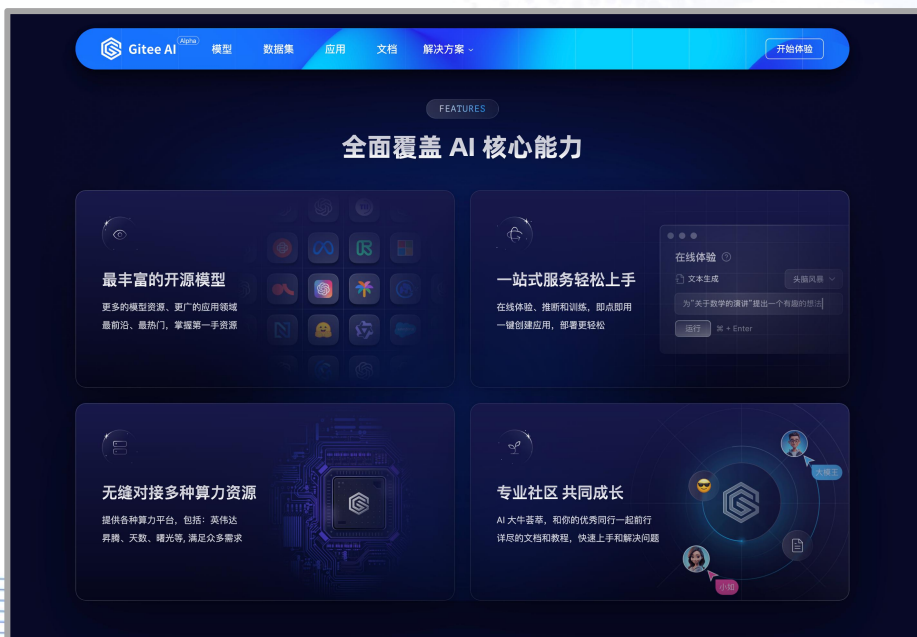 Gitee AI Alpha 模型 数据集 应用 文档 解决方案 开始体验
FEATURES
全面覆盖 AI 核心能力
最丰富的开源模型
更多的模型资源、更广的应用领域
最前沿、最热门，掌握第一手资源
一站式服务轻松上手
在线体验、推断和训练，即点即用
一键创建应用，部署更轻松
在线体验
文本生成 头脑风暴
为“关于数学的演讲”提出一个有趣的想法
运行 ⌘ + Enter
无缝对接多种算力资源
提供各种算力平台，包括：英伟达
昇腾、天数、曙光等, 满足众多需求
专业社区 共同成长
AI 大牛荟萃，和你的优秀同行一起前行
详尽的文档和教程，快速上手和解决问题
大模王
小知